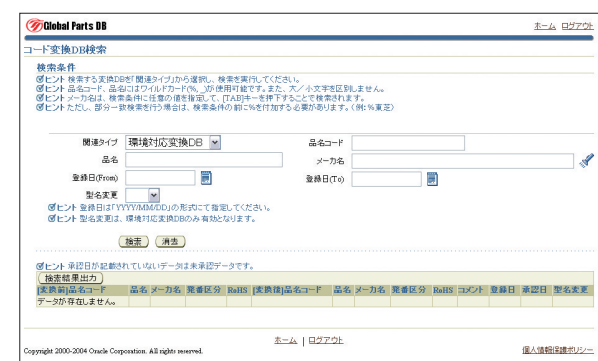 Global Parts DB
ホーム ログアウト
コード変換DB検索
検索条件
ヒント 検索する変換DBを「関連タイプ」から選択し、検索を実行してください。
ヒント 品名コード、品名にはワイルドカード(%, _)が使用可能です。また、大／小文字を区別しません。
ヒント メーカ名は、検索条件に任意の値を指定して、[TAB]キーを押下することで検索されます。
ヒント ただし、部分一致検索を行う場合は、検索条件の前に%を付加する必要があります。(例:%東芝)
関連タイプ 環境対応変換DB 品名コード
品名 メーカ名
登録日(From) 登録日(To)
型名変更
ヒント 登録日は「YYYY/MM/DD」の形式にて指定してください。
ヒント 型名変更は、環境対応変換DBのみ有効となります。
検索 消去
ヒント 承認日が記載されていないデータは未承認データです。
検索結果出力
[変換前]品名コード 品名 メーカ名 発番区分 RoHS [変換後]品名コード 品名 メーカ名 発番区分 RoHS コメント 登録日 承認日 型名変更
データが存在しません。
ホーム | ログアウト
Copyright 2000-2004 Oracle Corporation. All rights reserved. 個人情報保護ポリシー